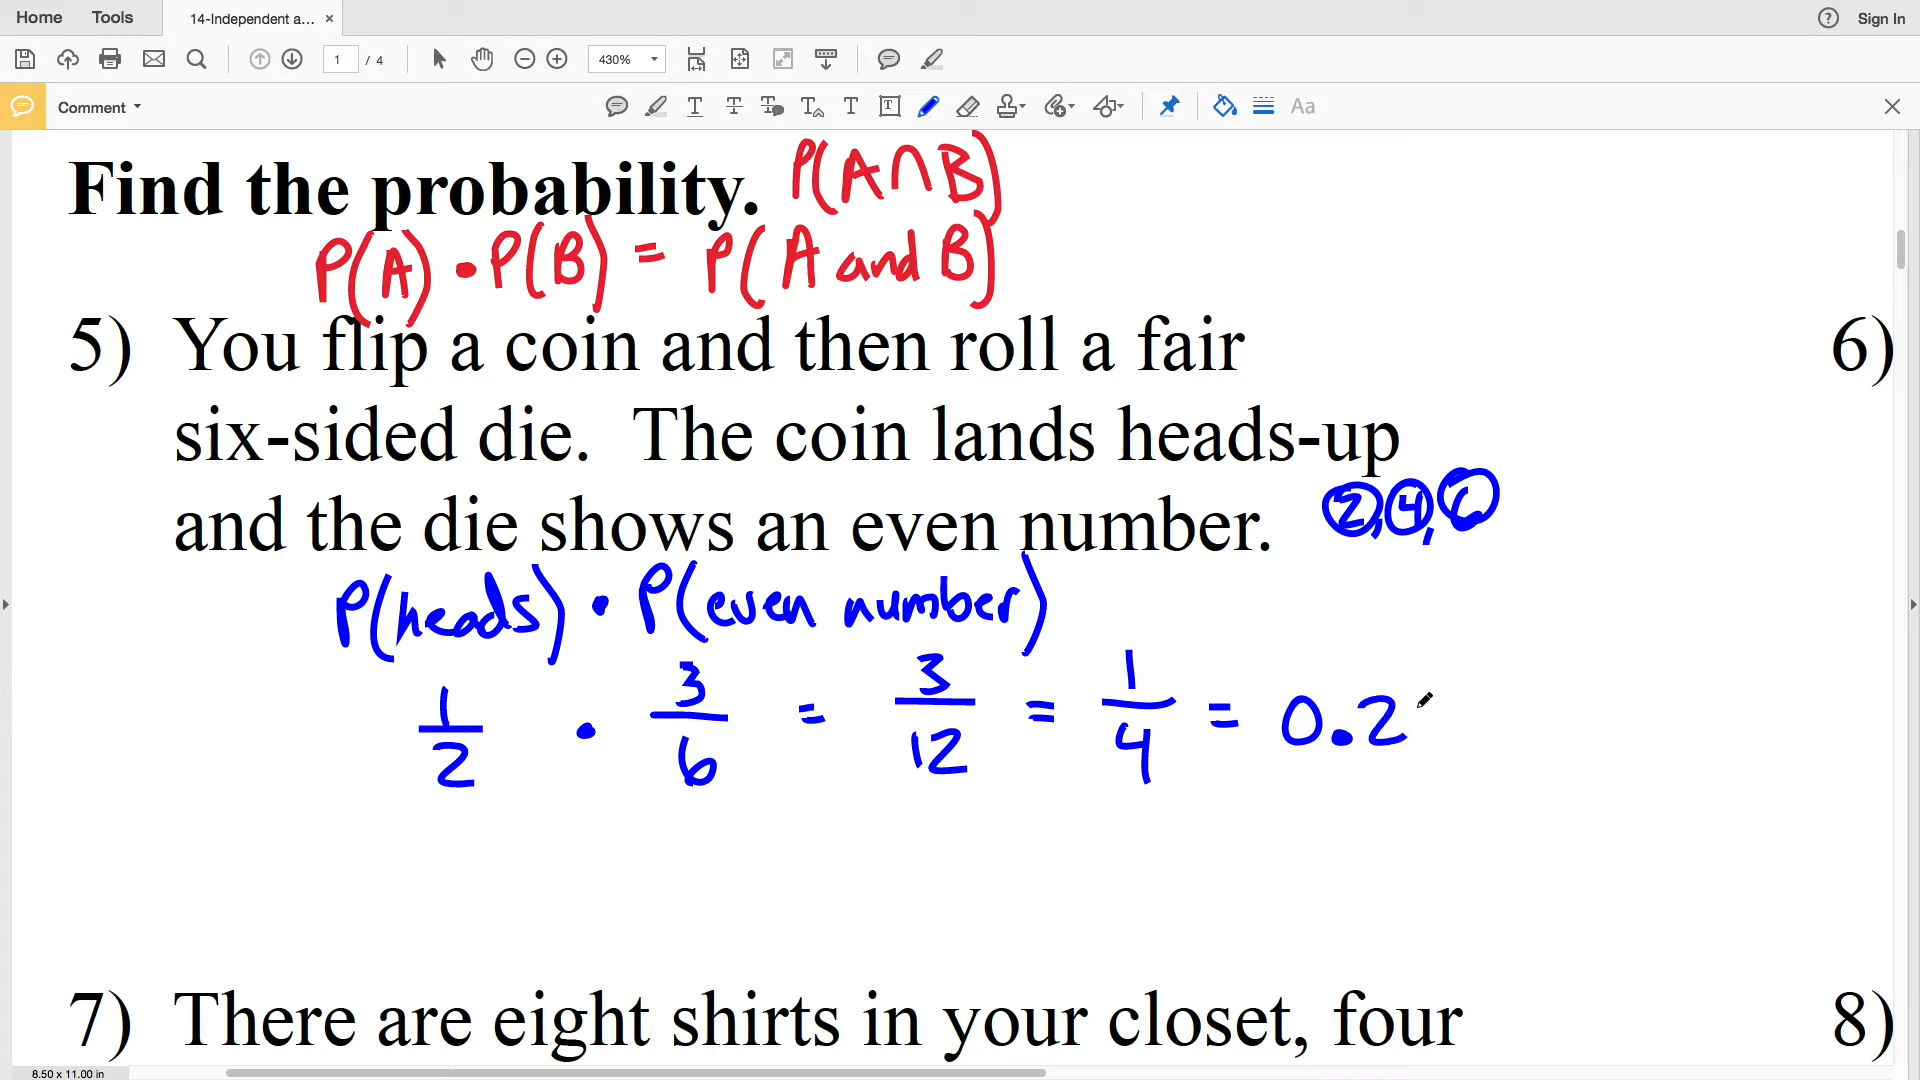 Home Tools 14-Independent a... × Sign In
1 / 4 430%
Comment Aa
Find the probability. P(A∩B)
P(A) • P(B) = P(A and B)
5) You flip a coin and then roll a fair 6)
six-sided die. The coin lands heads-up
and the die shows an even number. 2, 4, 6
P(heads) • P(even number)
1/2 • 3/6 = 3/12 = 1/4 = 0.2
7) There are eight shirts in your closet, four 8)
8.50 x 11.00 in